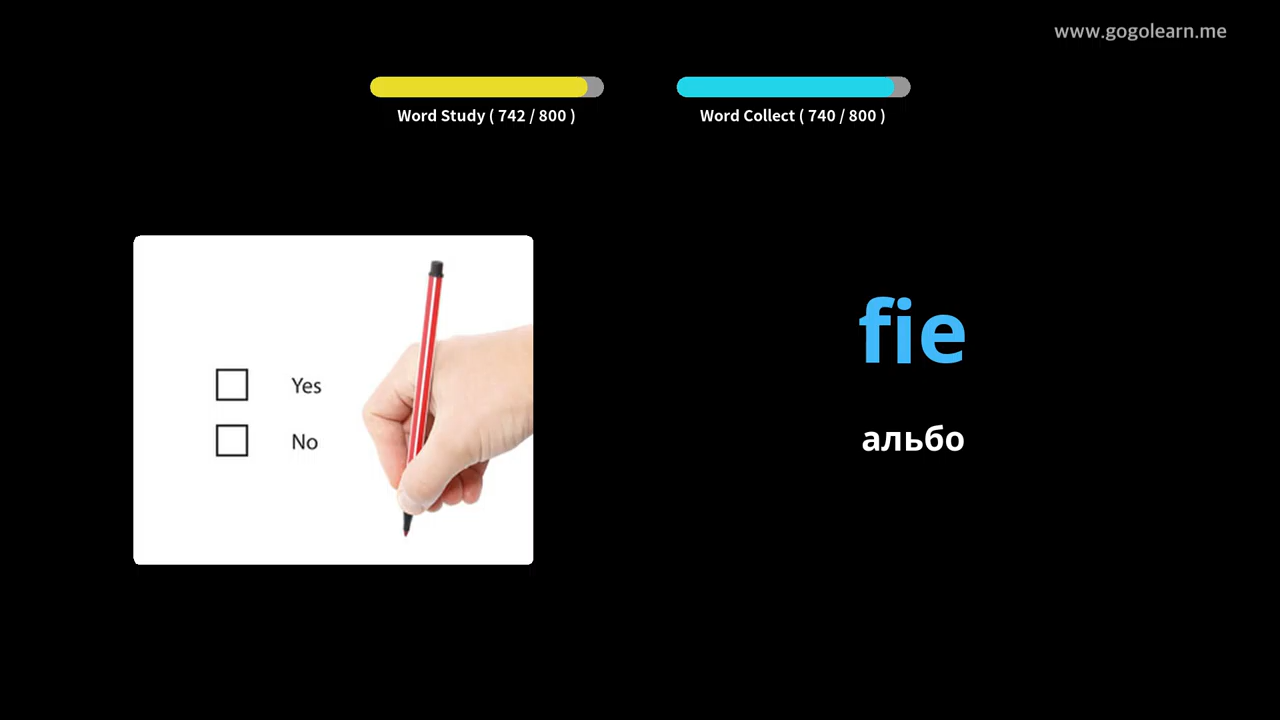 www.gogolearn.me
Word Study ( 742 / 800 )
Word Collect ( 740 / 800 )
Yes
No
fie
альбо